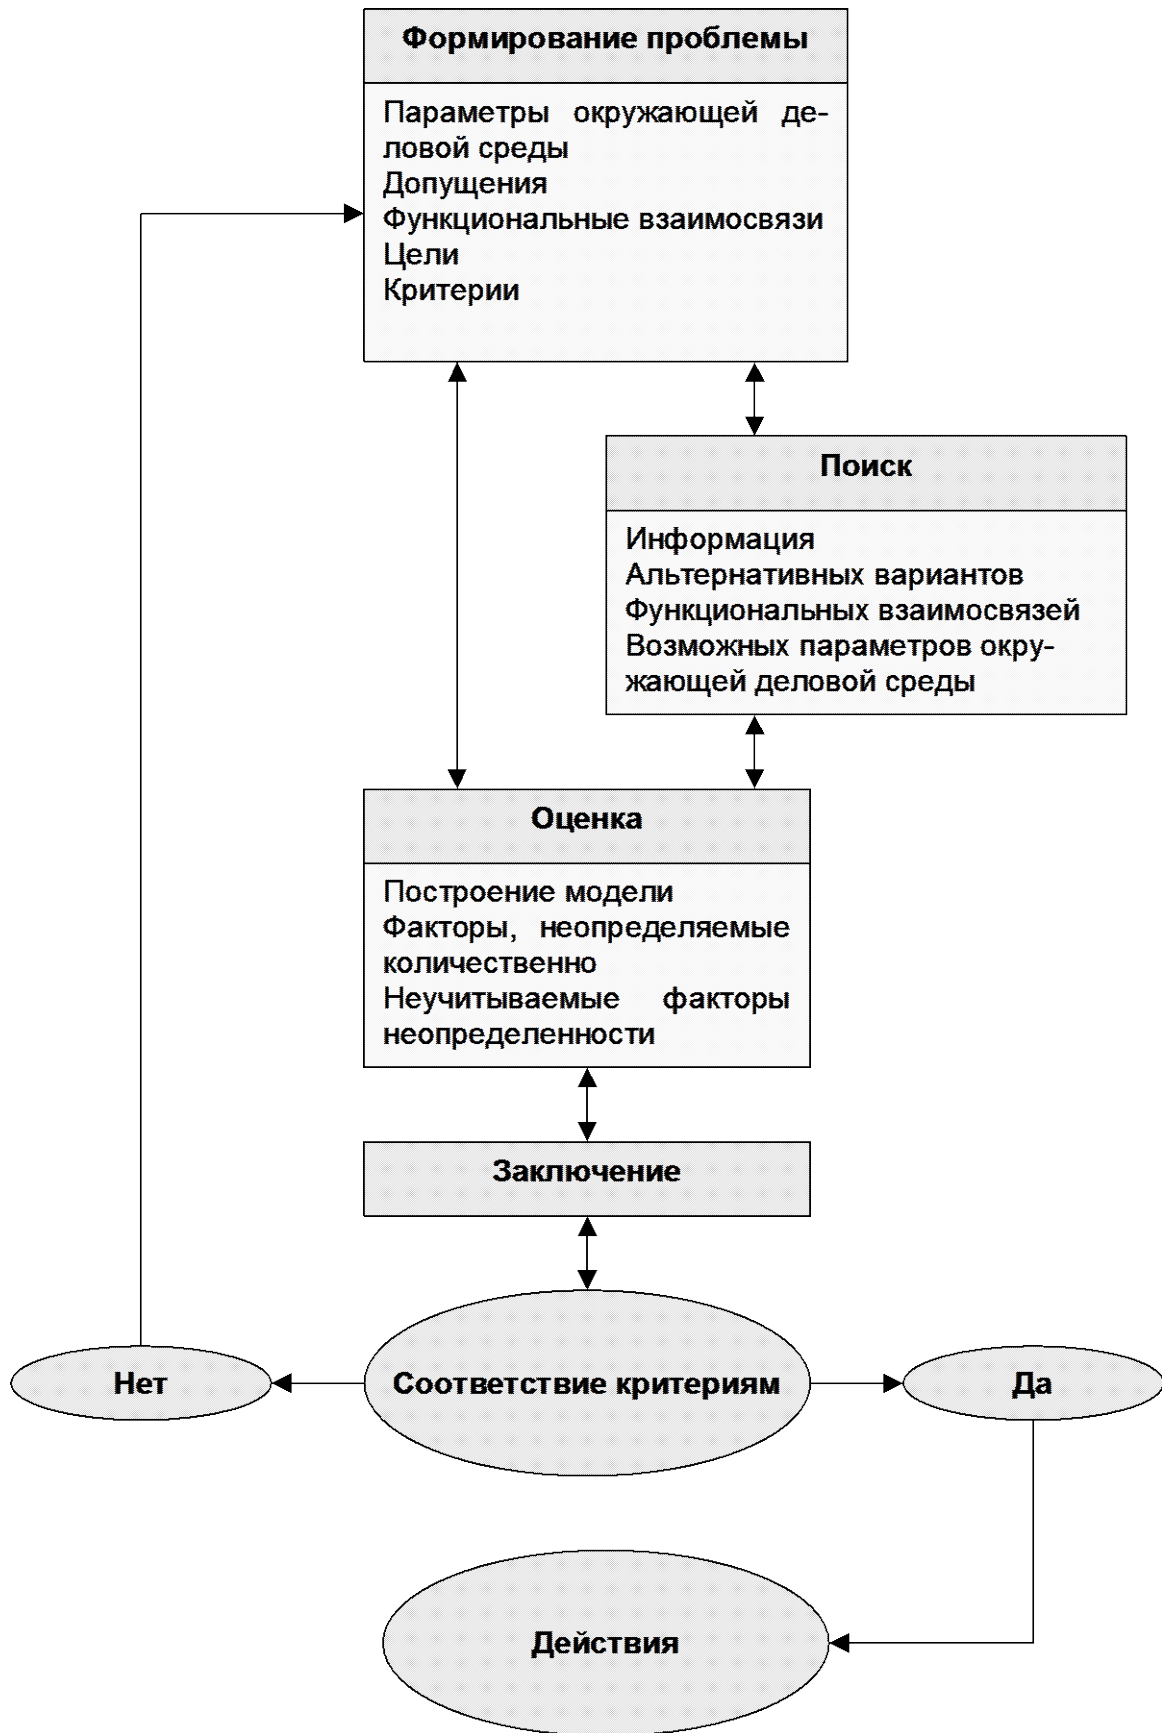 Формирование проблемы
Параметры окружающей де-
ловой среды
Допущения
Функциональные взаимосвязи
Цели
Критерии
Поиск
Информация
Альтернативных вариантов
Функциональных взаимосвязей
Возможных параметров окру-
жающей деловой среды
Оценка
Построение модели
Факторы, неопределяемые
количественно
Неучитываемые факторы
неопределенности
Заключение
Нет
Соответствие критериям
Да
Действия